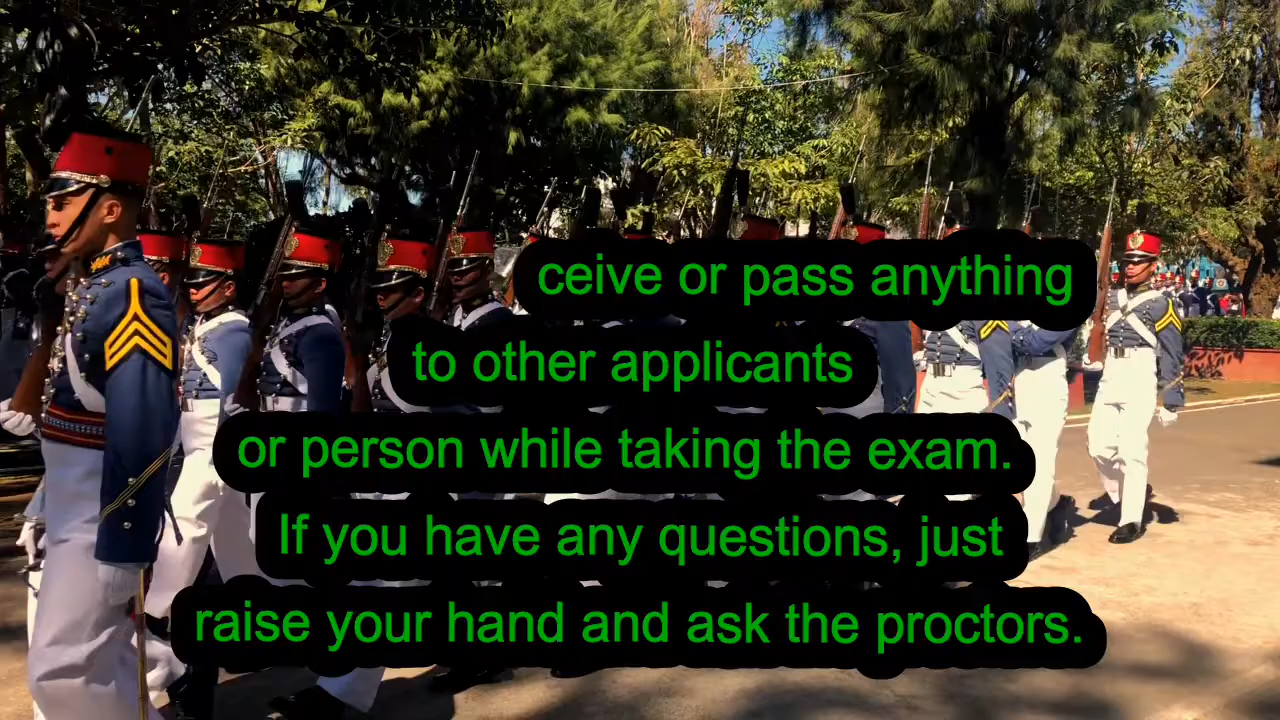 ceive or pass anything
to other applicants
or person while taking the exam.
If you have any questions, just
raise your hand and ask the proctors.